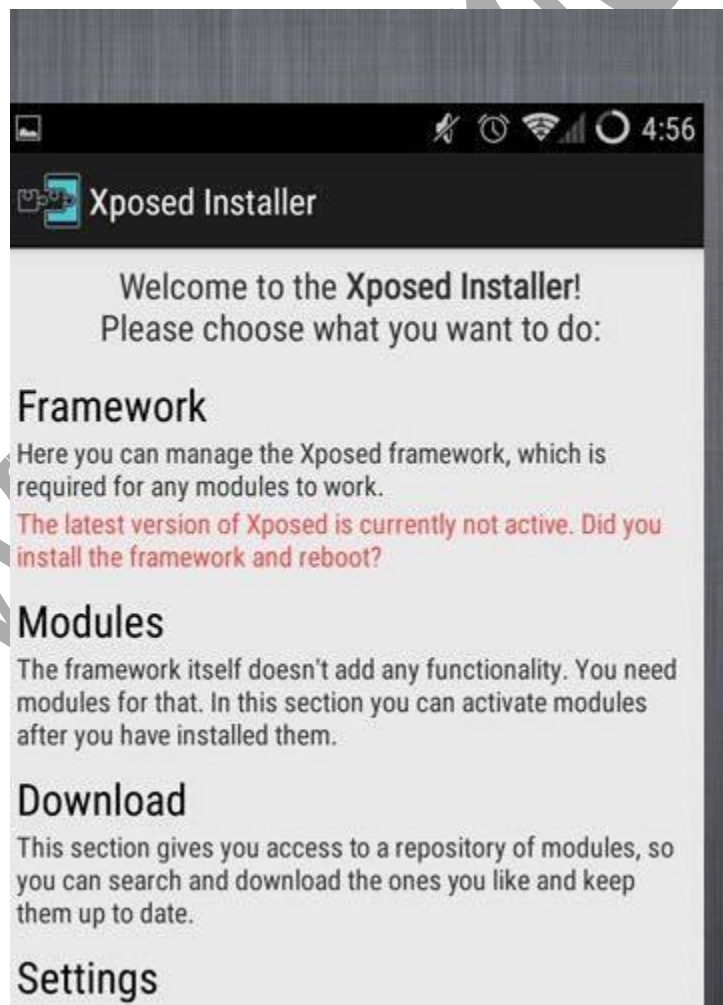 4:56
Xposed Installer
Welcome to the Xposed Installer!
Please choose what you want to do:
Framework
Here you can manage the Xposed framework, which is
required for any modules to work.
The latest version of Xposed is currently not active. Did you
install the framework and reboot?
Modules
The framework itself doesn't add any functionality. You need
modules for that. In this section you can activate modules
after you have installed them.
Download
This section gives you access to a repository of modules, so
you can search and download the ones you like and keep
them up to date.
Settings